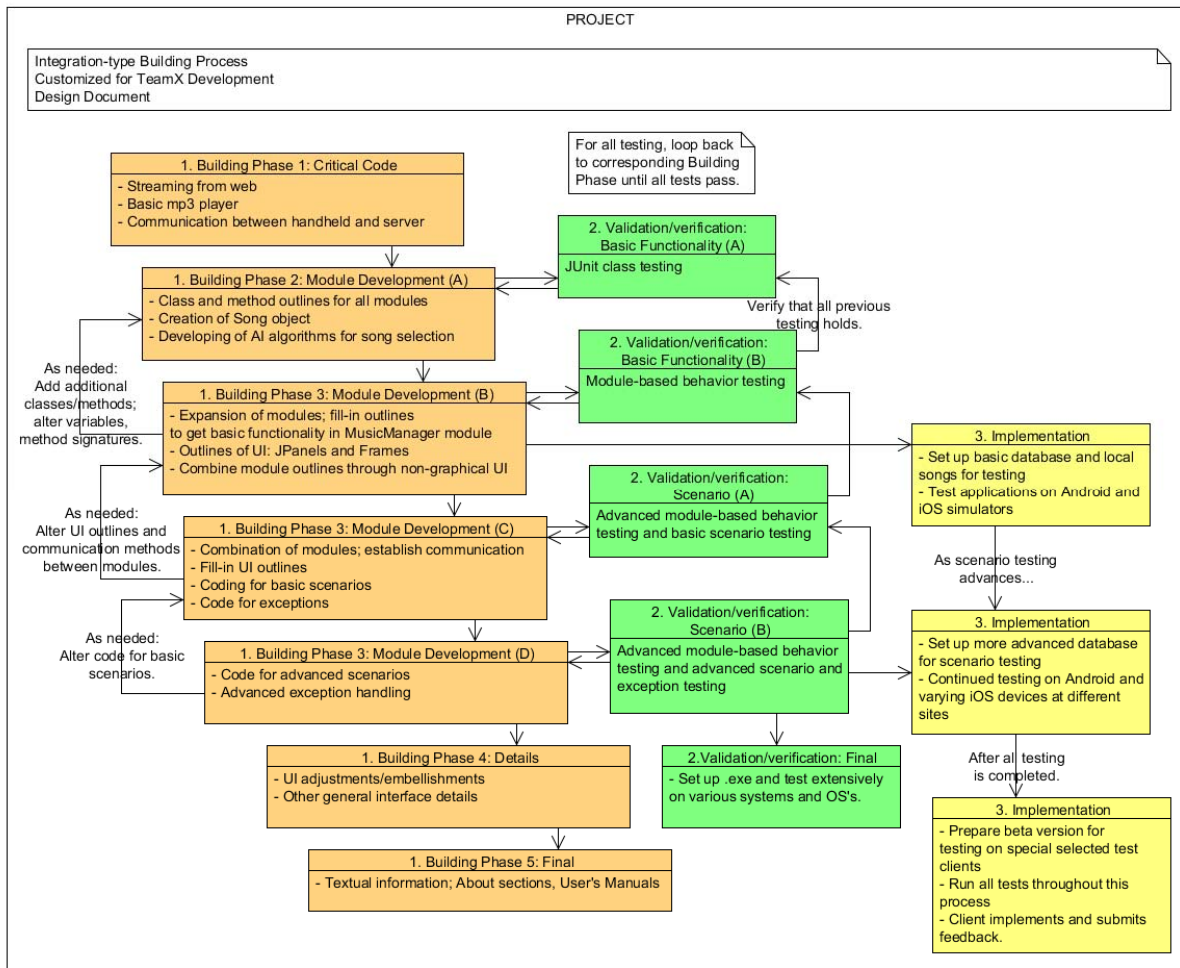 PROJECT
Integration-type Building Process
Customized for TeamX Development
Design Document
For all testing, loop back
to corresponding Building
Phase until all tests pass.
1. Building Phase 1: Critical Code
- Streaming from web
- Basic mp3 player
- Communication between handheld and server
2. Validation/verification:
Basic Functionality (A)
JUnit class testing
1. Building Phase 2: Module Development (A)
- Class and method outlines for all modules
- Creation of Song object
- Developing of AI algorithms for song selection
Verify that all previous
testing holds.
2. Validation/verification:
Basic Functionality (B)
Module-based behavior testing
As needed:
Add additional
classes/methods;
alter variables,
method signatures.
1. Building Phase 3: Module Development (B)
- Expansion of modules; fill-in outlines
to get basic functionality in MusicManager module
- Outlines of UI: JPanels and Frames
- Combine module outlines through non-graphical UI
3. Implementation
- Set up basic database and local
songs for testing
- Test applications on Android and
iOS simulators
2. Validation/verification:
Scenario (A)
Advanced module-based behavior
testing and basic scenario testing
As needed:
Alter UI outlines and
communication methods
between modules.
1. Building Phase 3: Module Development (C)
- Combination of modules; establish communication
- Fill-in UI outlines
- Coding for basic scenarios
- Code for exceptions
As scenario testing
advances...
2. Validation/verification:
Scenario (B)
Advanced module-based behavior
testing and advanced scenario and
exception testing
3. Implementation
- Set up more advanced database
for scenario testing
- Continued testing on Android and
varying iOS devices at different
sites
As needed:
Alter code for basic
scenarios.
1. Building Phase 3: Module Development (D)
- Code for advanced scenarios
- Advanced exception handling
1. Building Phase 4: Details
- UI adjustments/embellishments
- Other general interface details
2.Validation/verification: Final
- Set up .exe and test extensively
on various systems and OS's.
After all testing
is completed.
3. Implementation
- Prepare beta version for
testing on special selected test
clients
- Run all tests throughout this
process
- Client implements and submits
feedback.
1. Building Phase 5: Final
- Textual information; About sections, User's Manuals